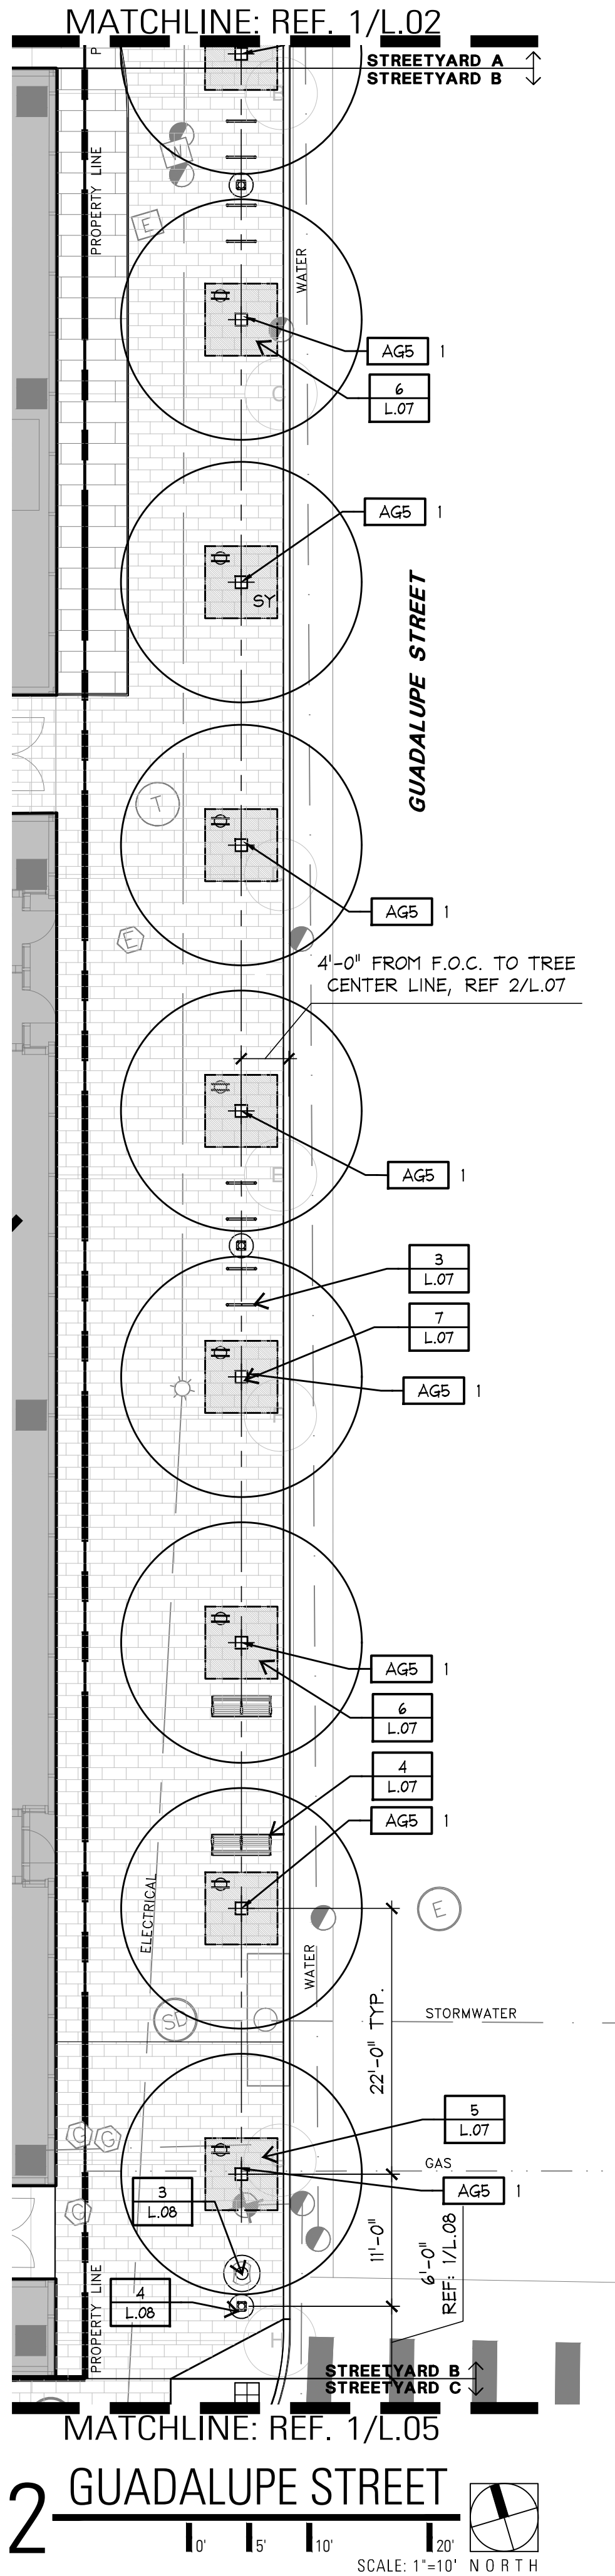 MATCHLINE: REF. 1/L.02
P
STREETYARD A
STREETYARD B
B
N
PROPERTY LINE
E
WATER
AG5 1
6
L.07
C
AG5 1
SY
GUADALUPE STREET
T
AG5 1
E
4'-0" FROM F.O.C. TO TREE
CENTER LINE, REF 2/L.07
E
AG5 1
3
L.07
7
L.07
AG5 1
F
AG5 1
6
L.07
4
L.07
AG5 1
ELECTRICAL
E
WATER
22'-0" TYP.
SD
STORMWATER
5
L.07
G
G
GAS
AG5 1
3
L.08
G
11'-0"
6'-0"
REF: 1/L.08
4
L.08
PROPERTY LINE
H
STREETYARD B
STREETYARD C
MATCHLINE: REF. 1/L.05
2 GUADALUPE STREET
0' 5' 10' 20'
SCALE: 1"=10' NORTH